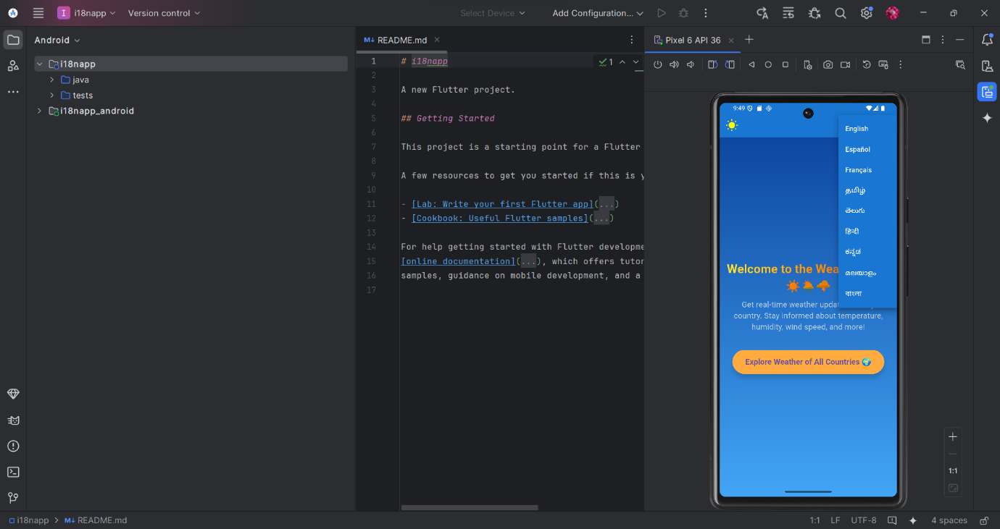 I i18napp Version control Select Device Add Configuration...
Android
i18napp
java
tests
i18napp_android
M↓ README.md
1
1 # i18napp
2
3 A new Flutter project.
4
5 ## Getting Started
6
7 This project is a starting point for a Flutter
8
9 A few resources to get you started if this is y
10
11 - [Lab: Write your first Flutter app](...)
12 - [Cookbook: Useful Flutter samples](...)
13
14 For help getting started with Flutter developme
15 [online documentation](...), which offers tutor
16 samples, guidance on mobile development, and a
17
Pixel 6 API 36
9:49
English
Español
Français
தமிழ்
తెలుగు
हिन्दी
ಕನ್ನಡ
മലയാളം
বাংলা
Welcome to the Wea
Get real-time weather updat
country. Stay informed about temperature,
humidity, wind speed, and more!
Explore Weather of All Countries
1:1
i18napp M↓ README.md
1:1 LF UTF-8 4 spaces